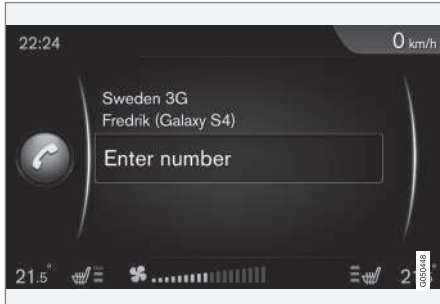 22:24
0 km/h
Sweden 3G
Fredrik (Galaxy S4)
Enter number
21.5°
G050448